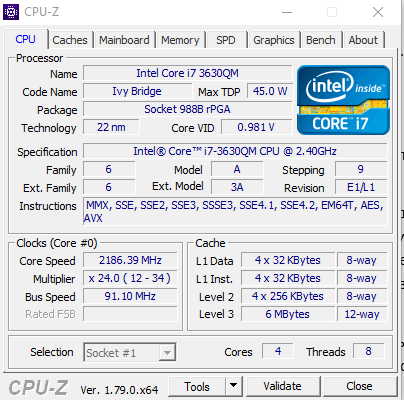 CPU-Z
CPU Caches Mainboard Memory SPD Graphics Bench About
Processor
Name Intel Core i7 3630QM
Code Name Ivy Bridge Max TDP 45.0 W
Package Socket 988B rPGA
Technology 22 nm Core VID 0.981 V
intel inside™
CORE™ i7
Specification Intel® Core™ i7-3630QM CPU @ 2.40GHz
Family 6 Model A Stepping 9
Ext. Family 6 Ext. Model 3A Revision E1/L1
Instructions MMX, SSE, SSE2, SSE3, SSSE3, SSE4.1, SSE4.2, EM64T, AES,
AVX
Clocks (Core #0)
Core Speed 2186.39 MHz
Multiplier x 24.0 ( 12 - 34 )
Bus Speed 91.10 MHz
Rated FSB
Cache
L1 Data 4 x 32 KBytes 8-way
L1 Inst. 4 x 32 KBytes 8-way
Level 2 4 x 256 KBytes 8-way
Level 3 6 MBytes 12-way
Selection Socket #1 Cores 4 Threads 8
CPU-Z Ver. 1.79.0.x64 Tools Validate Close